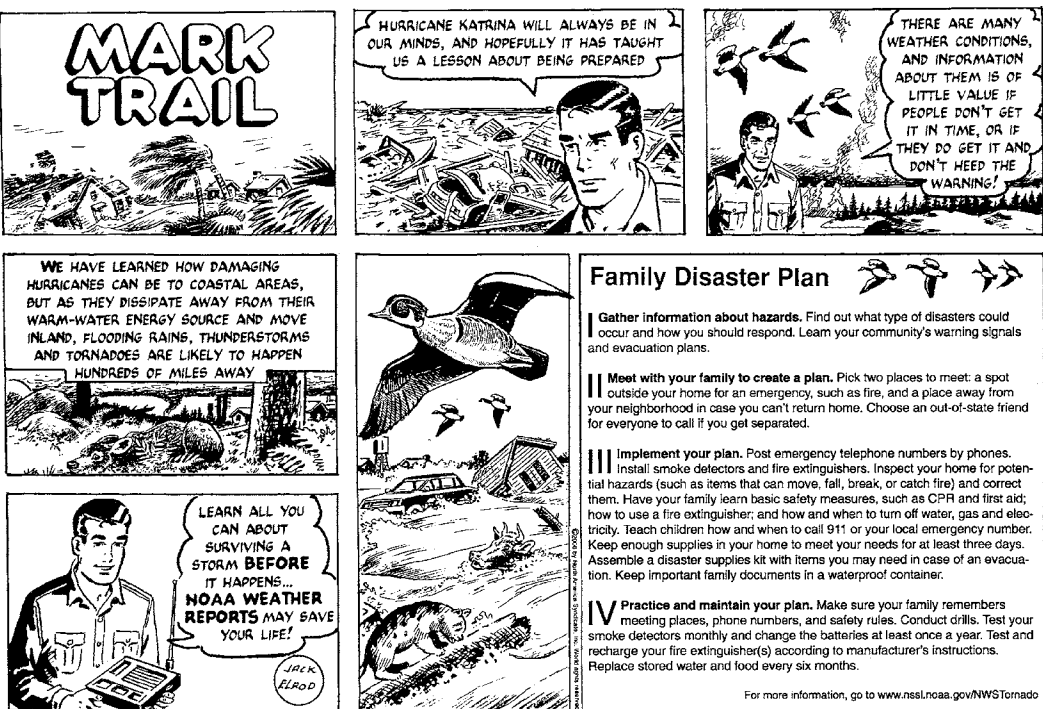 MARK
TRAIL
HURRICANE KATRINA WILL ALWAYS BE IN
OUR MINDS, AND HOPEFULLY IT HAS TAUGHT
US A LESSON ABOUT BEING PREPARED
THERE ARE MANY
WEATHER CONDITIONS,
AND INFORMATION
ABOUT THEM IS OF
LITTLE VALUE IF
PEOPLE DON'T GET
IT IN TIME, OR IF
THEY DO GET IT AND
DON'T HEED THE
WARNING!
WE HAVE LEARNED HOW DAMAGING
HURRICANES CAN BE TO COASTAL AREAS,
BUT AS THEY DISSIPATE AWAY FROM THEIR
WARM-WATER ENERGY SOURCE AND MOVE
INLAND, FLOODING RAINS, THUNDERSTORMS
AND TORNADOES ARE LIKELY TO HAPPEN
HUNDREDS OF MILES AWAY
LEARN ALL YOU
CAN ABOUT
SURVIVING A
STORM BEFORE
IT HAPPENS...
NOAA WEATHER
REPORTS MAY SAVE
YOUR LIFE!
JACK
ELROD
by North America Syndicate, Inc. World rights reserved
Family Disaster Plan
I Gather information about hazards. Find out what type of disasters could
occur and how you should respond. Learn your community's warning signals
and evacuation plans.
II Meet with your family to create a plan. Pick two places to meet: a spot
outside your home for an emergency, such as fire, and a place away from
your neighborhood in case you can't return home. Choose an out-of-state friend
for everyone to call if you get separated.
III Implement your plan. Post emergency telephone numbers by phones.
Install smoke detectors and fire extinguishers. Inspect your home for poten-
tial hazards (such as items that can move, fall, break, or catch fire) and correct
them. Have your family learn basic safety measures, such as CPR and first aid;
how to use a fire extinguisher; and how and when to turn off water, gas and elec-
tricity. Teach children how and when to call 911 or your local emergency number.
Keep enough supplies in your home to meet your needs for at least three days.
Assemble a disaster supplies kit with items you may need in case of an evacua-
tion. Keep important family documents in a waterproof container.
IV Practice and maintain your plan. Make sure your family remembers
meeting places, phone numbers, and safety rules. Conduct drills. Test your
smoke detectors monthly and change the batteries at least once a year. Test and
recharge your fire extinguisher(s) according to manufacturer's instructions.
Replace stored water and food every six months.
For more information, go to www.nssl.noaa.gov/NWSTornado